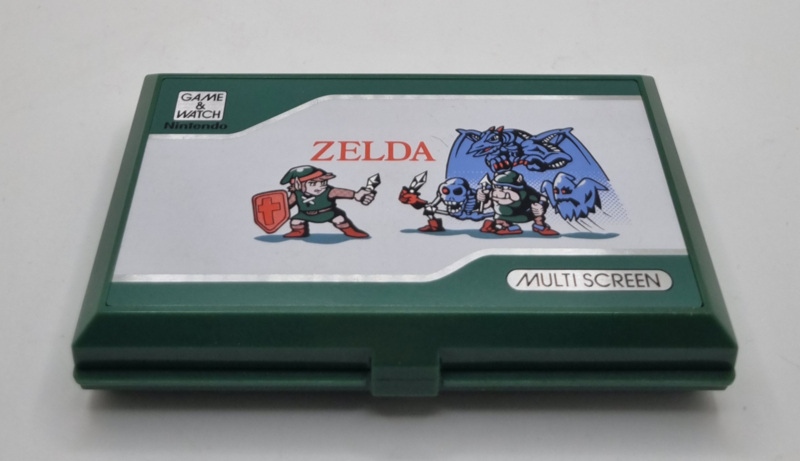 GAME
&
WATCH
Nintendo
ZELDA
MULTI SCREEN